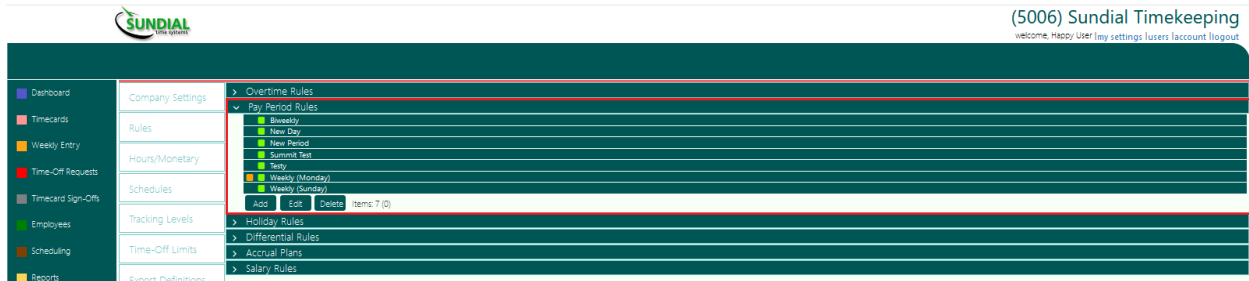 SUNDIAL
time systems
(5006) Sundial Timekeeping
welcome, Happy User |my settings |users |account |logout
Dashboard
Timecards
Weekly Entry
Time-Off Requests
Timecard Sign-Offs
Employees
Scheduling
Reports
Company Settings
Rules
Hours/Monetary
Schedules
Tracking Levels
Time-Off Limits
Export Definitions
> Overtime Rules
Pay Period Rules
Biweekly
New Day
New Period
Summit Test
Testy
Weekly (Monday)
Weekly (Sunday)
Add Edit Delete Items: 7 (0)
> Holiday Rules
> Differential Rules
> Accrual Plans
> Salary Rules